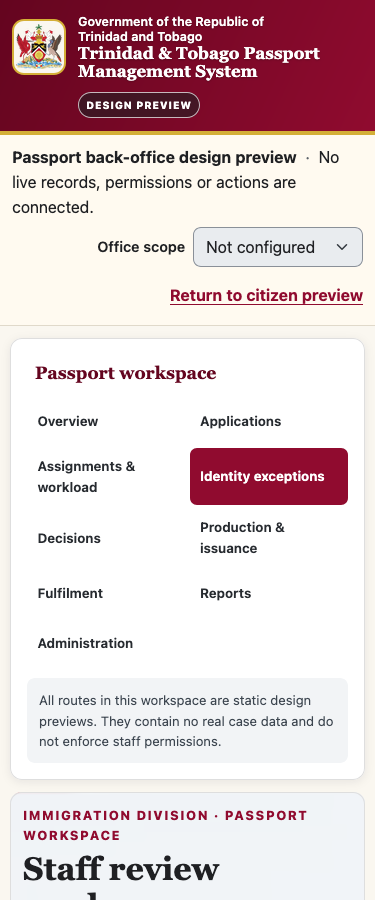 Government of the Republic of
Trinidad and Tobago
Trinidad & Tobago Passport
Management System
DESIGN PREVIEW
Passport back-office design preview · No
live records, permissions or actions are
connected.
Office scope
Not configured
Return to citizen preview
Passport workspace
Overview
Applications
Assignments &
workload
Identity exceptions
Decisions
Production &
issuance
Fulfilment
Reports
Administration
All routes in this workspace are static design
previews. They contain no real case data and do
not enforce staff permissions.
IMMIGRATION DIVISION · PASSPORT
WORKSPACE
Staff review